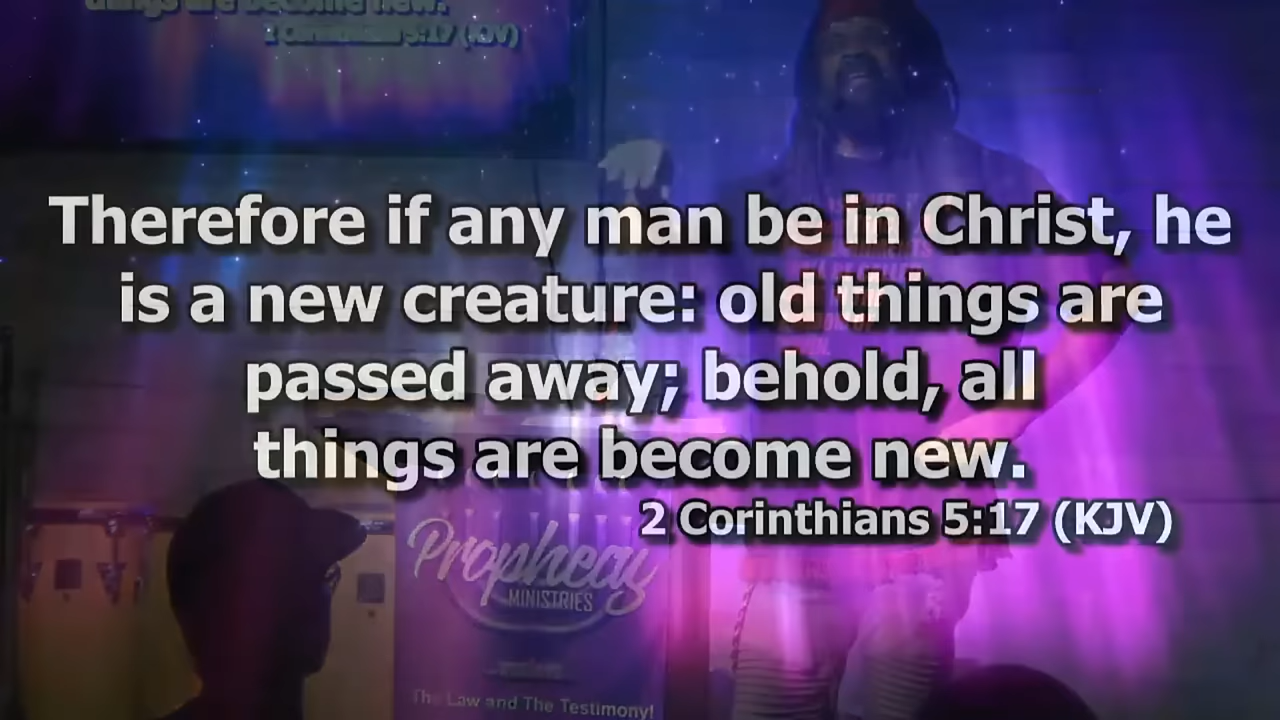 things are become new.
2 Corinthians 5:17 (KJV)
Therefore if any man be in Christ, he
is a new creature: old things are
passed away; behold, all
things are become new.
2 Corinthians 5:17 (KJV)
Prophecy
MINISTRIES
The Law and The Testimony!